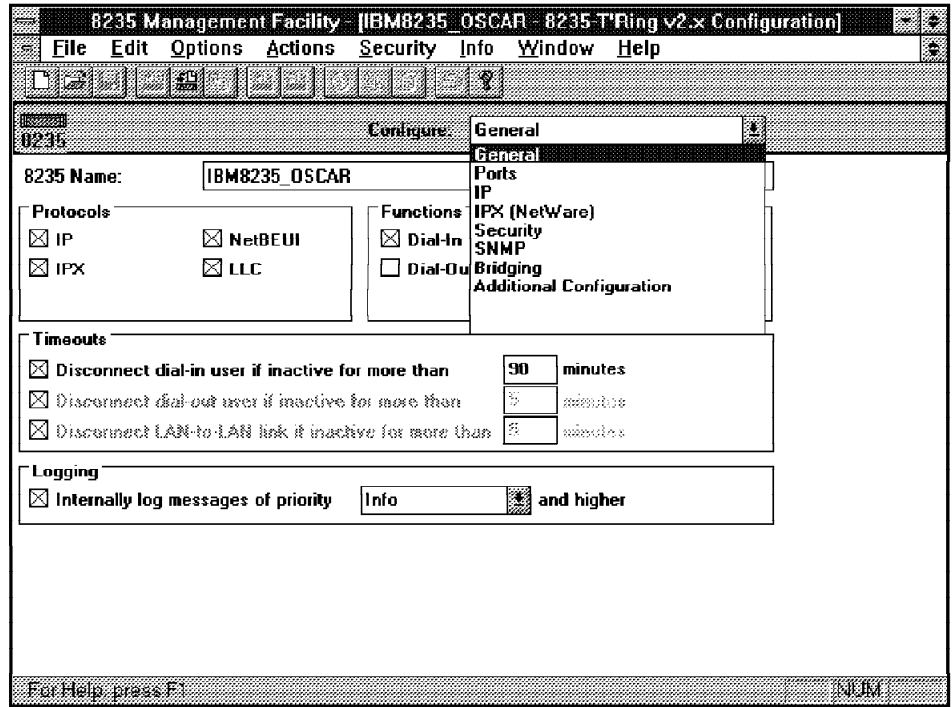 8235 Management Facility - [IBM8235_OSCAR - 8235-T'Ring v2.x Configuration]
File Edit Options Actions Security Info Window Help
8235
Configure: General
General
Ports
IP
IPX (NetWare)
Security
SNMP
Bridging
Additional Configuration
8235 Name: IBM8235_OSCAR
Protocols
IP NetBEUI
IPX LLC
Functions
Dial-In
Dial-Ou
Timeouts
Disconnect dial-in user if inactive for more than 90 minutes
Disconnect dial-out user if inactive for more than 5 minutes
Disconnect LAN-to-LAN link if inactive for more than 5 minutes
Logging
Internally log messages of priority Info and higher
For Help, press F1 NUM